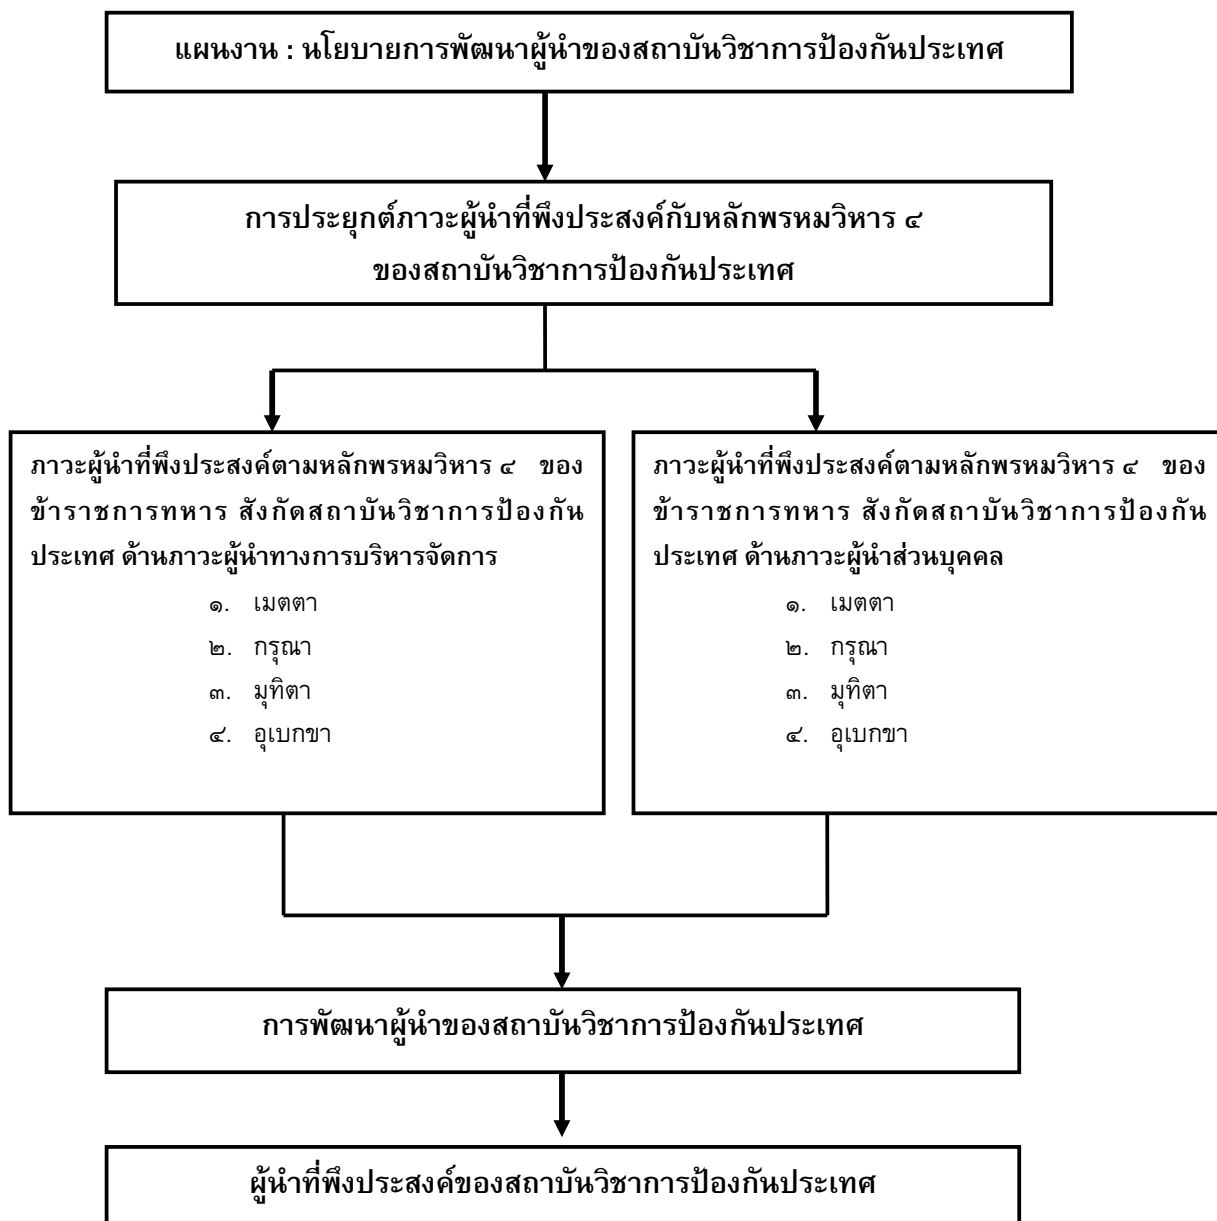 แผนงาน : นโยบายการพัฒนาผู้นำของสถาบันวิชาการป้องกันประเทศ
การประยุกต์ภาวะผู้นำที่พึงประสงค์กับหลักพรหมวิหาร ๔
ของสถาบันวิชาการป้องกันประเทศ
ภาวะผู้นำที่พึงประสงค์ตามหลักพรหมวิหาร ๔ ของ
ข้าราชการทหาร สังกัดสถาบันวิชาการป้องกัน
ประเทศ ด้านภาวะผู้นำทางการบริหารจัดการ
๑. เมตตา
๒. กรุณา
๓. มุทิตา
๔. อุเบกขา
ภาวะผู้นำที่พึงประสงค์ตามหลักพรหมวิหาร ๔ ของ
ข้าราชการทหาร สังกัดสถาบันวิชาการป้องกัน
ประเทศ ด้านภาวะผู้นำส่วนบุคคล
๑. เมตตา
๒. กรุณา
๓. มุทิตา
๔. อุเบกขา
การพัฒนาผู้นำของสถาบันวิชาการป้องกันประเทศ
ผู้นำที่พึงประสงค์ของสถาบันวิชาการป้องกันประเทศ